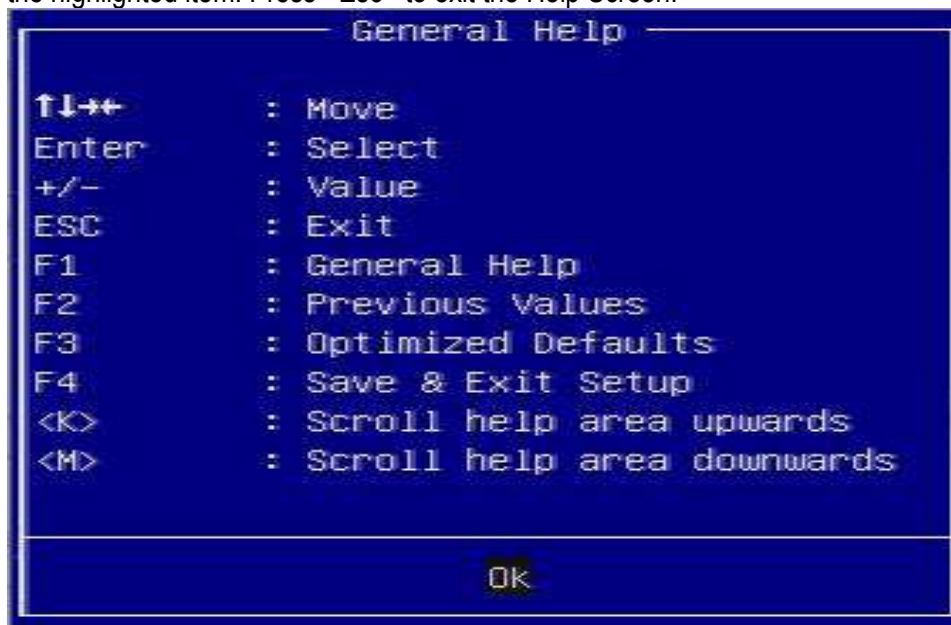 the highlighted item. Press <Esc> to exit the Help Screen.
General Help
↑↓→← : Move
Enter : Select
+/- : Value
ESC : Exit
F1 : General Help
F2 : Previous Values
F3 : Optimized Defaults
F4 : Save & Exit Setup
<K> : Scroll help area upwards
<M> : Scroll help area downwards
Ok